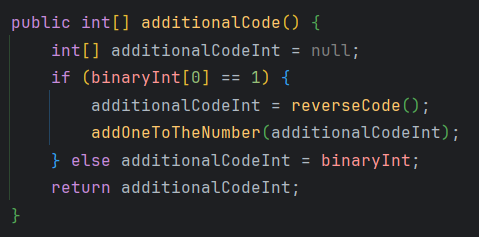 public int[] additionalCode() {
    int[] additionalCodeInt = null;
    if (binaryInt[0] == 1) {
        additionalCodeInt = reverseCode();
        addOneToTheNumber(additionalCodeInt);
    } else additionalCodeInt = binaryInt;
    return additionalCodeInt;
}